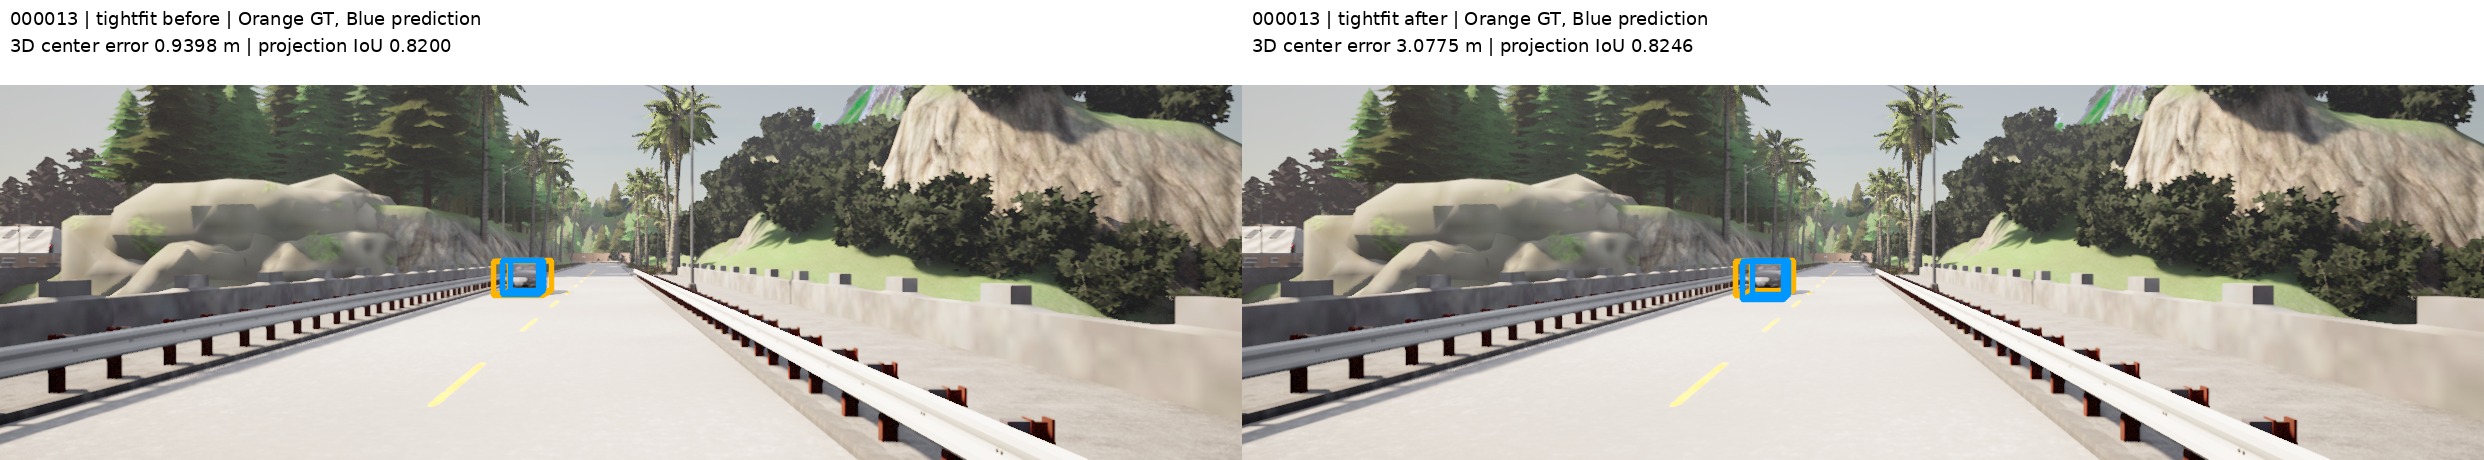 000013 | tightfit before | Orange GT, Blue prediction
3D center error 0.9398 m | projection IoU 0.8200
000013 | tightfit after | Orange GT, Blue prediction
3D center error 3.0775 m | projection IoU 0.8246